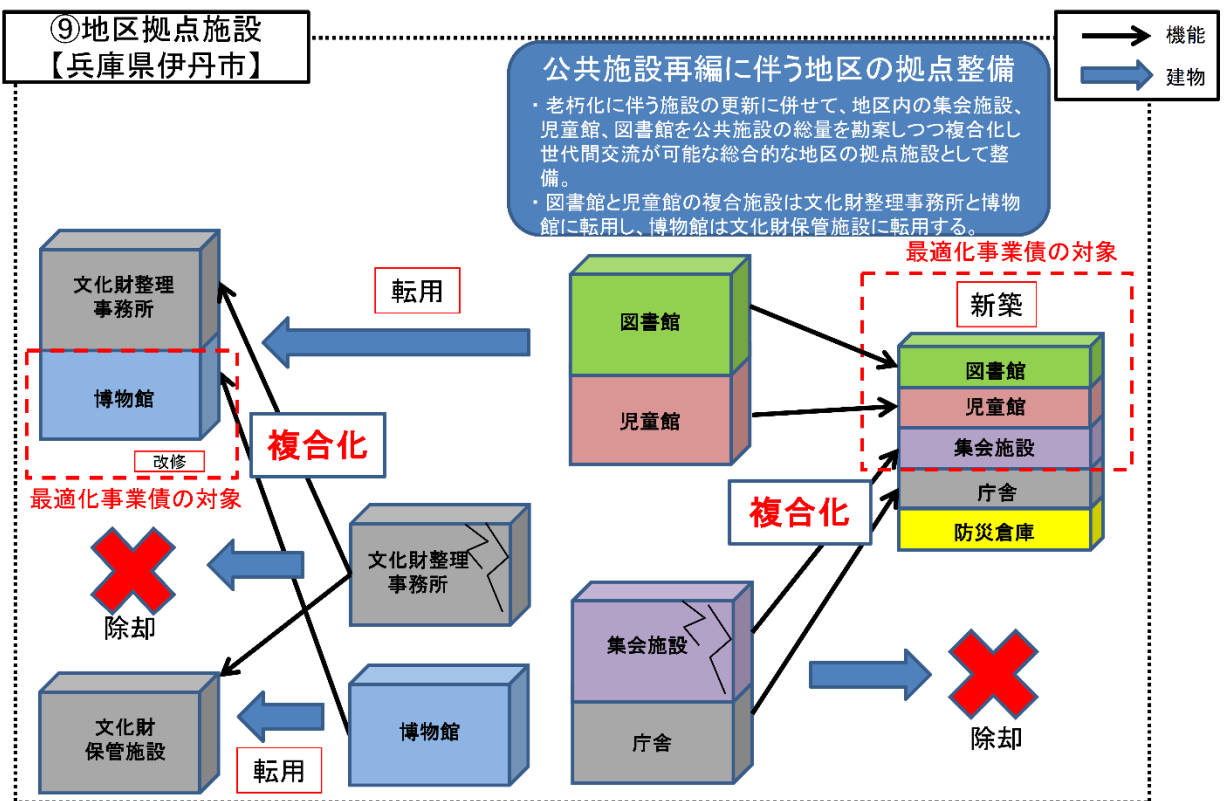 ⑨地区拠点施設
【兵庫県伊丹市】
機能
建物
公共施設再編に伴う地区の拠点整備
・老朽化に伴う施設の更新に併せて、地区内の集会施設、
児童館、図書館を公共施設の総量を勘案しつつ複合化し
世代間交流が可能な総合的な地区の拠点施設として整
備。
・図書館と児童館の複合施設は文化財整理事務所と博物
館に転用し、博物館は文化財保管施設に転用する。
最適化事業債の対象
新築
文化財整理
事務所
博物館
改修
最適化事業債の対象
転用
図書館
児童館
図書館
児童館
集会施設
庁舎
防災倉庫
複合化
複合化
除却
文化財整理
事務所
集会施設
庁舎
除却
文化財
保管施設
転用
博物館